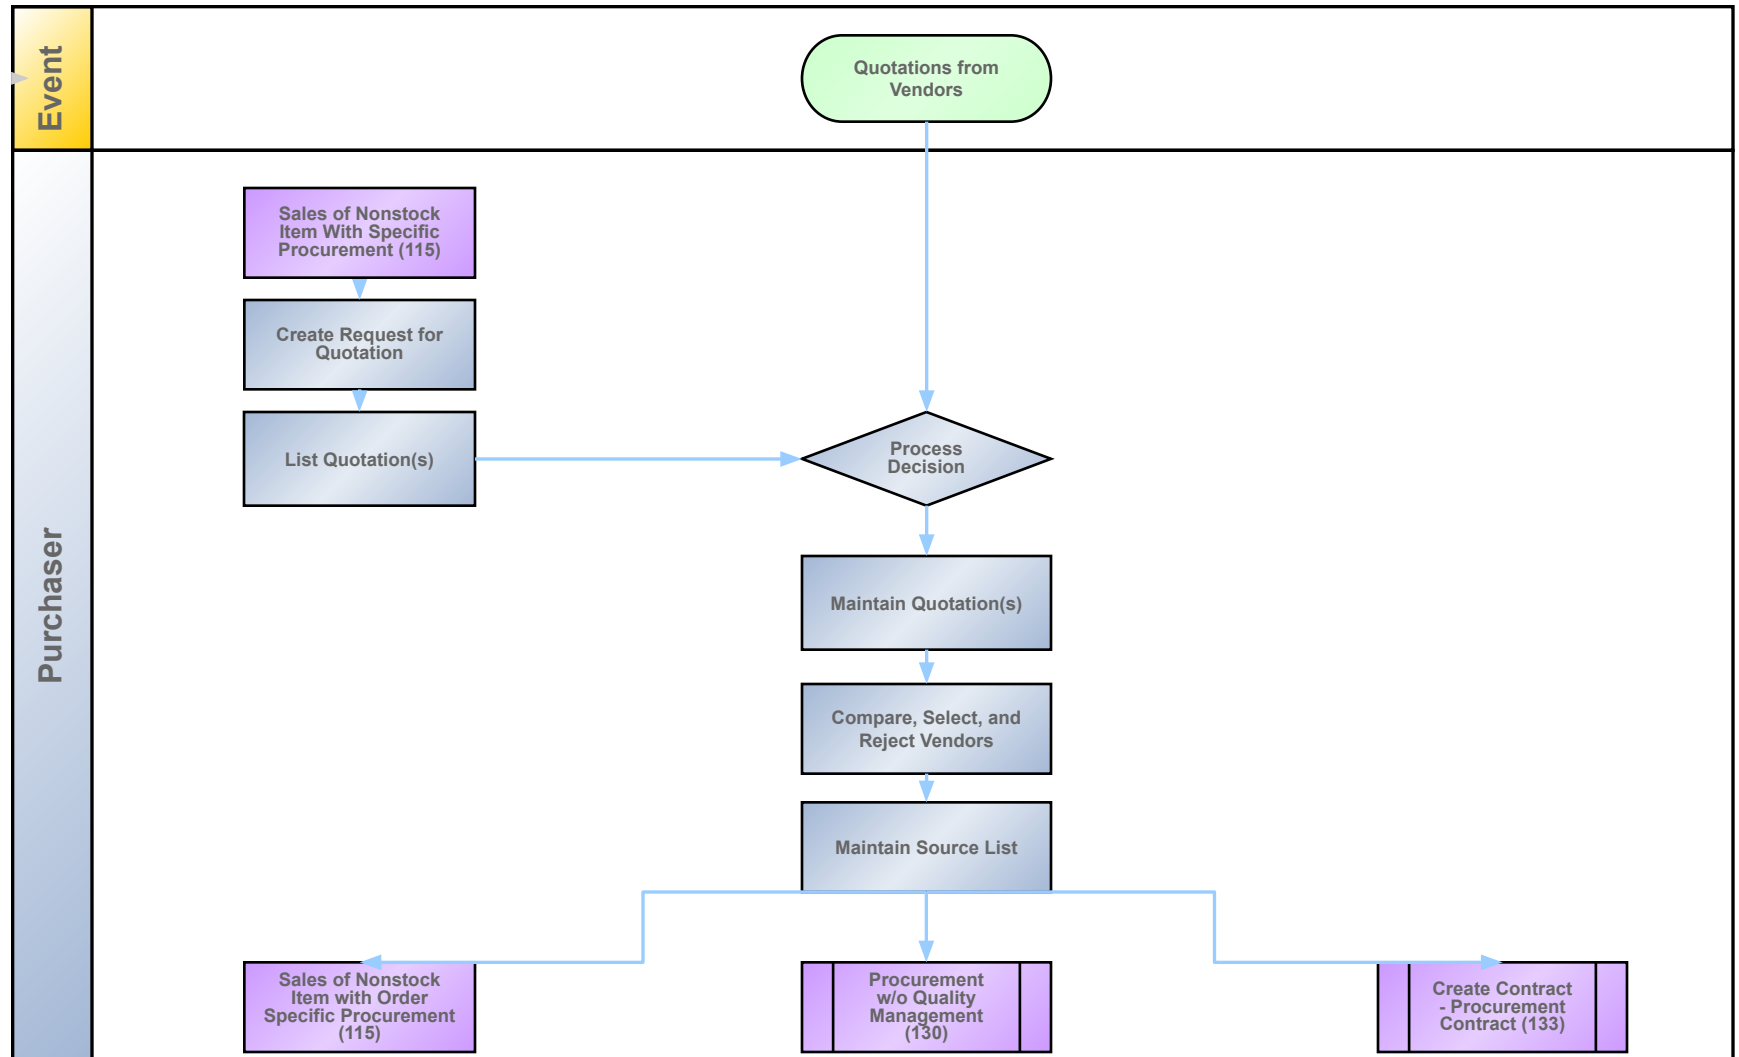 Event
Quotations from
Vendors
Purchaser
Sales of Nonstock
Item With Specific
Procurement (115)
Create Request for
Quotation
List Quotation(s)
Process
Decision
Maintain Quotation(s)
Compare, Select, and
Reject Vendors
Maintain Source List
Sales of Nonstock
Item with Order
Specific Procurement
(115)
Procurement
w/o Quality
Management
(130)
Create Contract
- Procurement
Contract (133)